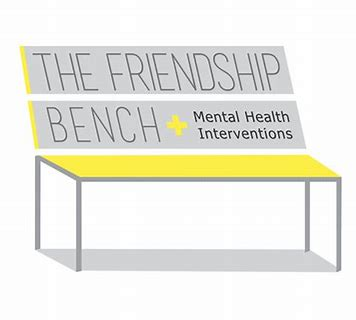 THE FRIENDSHIP
BENCH + Mental Health
Interventions